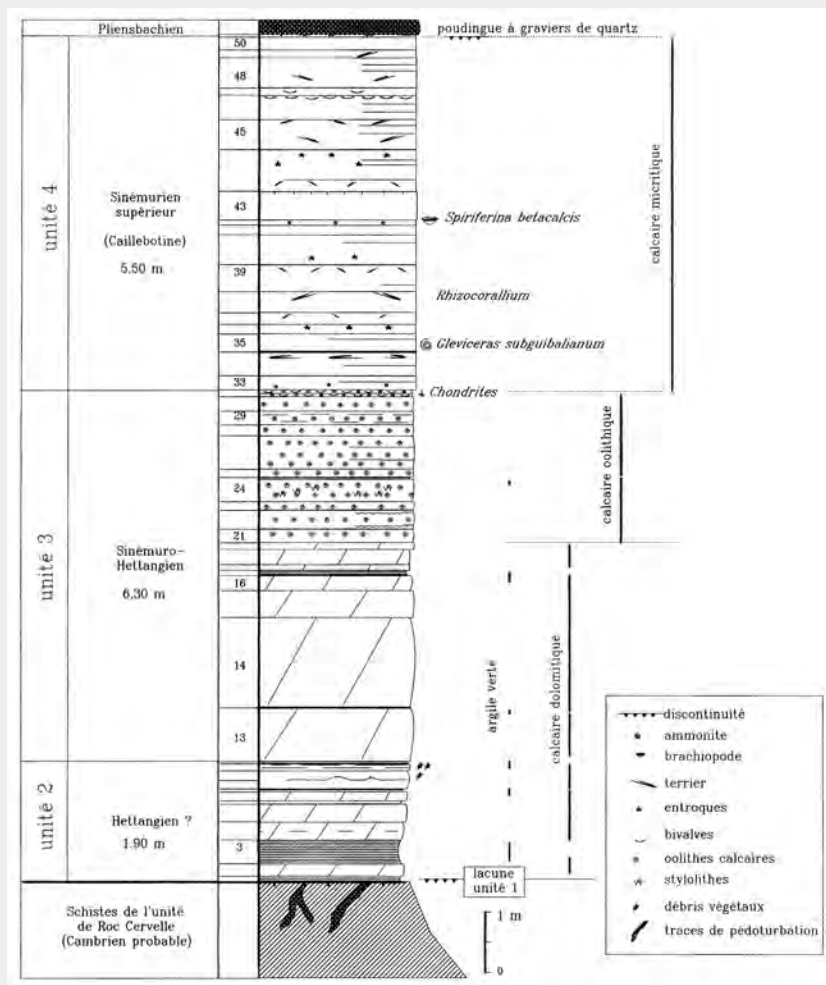 Pliensbachien
poudingue à graviers de quartz
50
48
45
unité 4
Sinémurien
supérieur
(Caillebotine)
5.50 m
43
Spiriferina betacalcis
calcaire micritique
39
Rhizocorallium
35
Gleviceras subguibalianum
33
Chondrites
29
calcaire oolithique
24
21
unité 3
Sinémuro-
Hettangien
6.30 m
16
14
13
argile verte
calcaire dolomitique
unité 2
Hettangien ?
1.90 m
3
lacune
unité 1
Schistes de l'unité
de Roc Cervelle
(Cambrien probable)
1 m
0
discontinuité
ammonite
brachiopode
terrier
entroques
bivalves
oolithes calcaires
stylolithes
débris végétaux
traces de pédoturbation